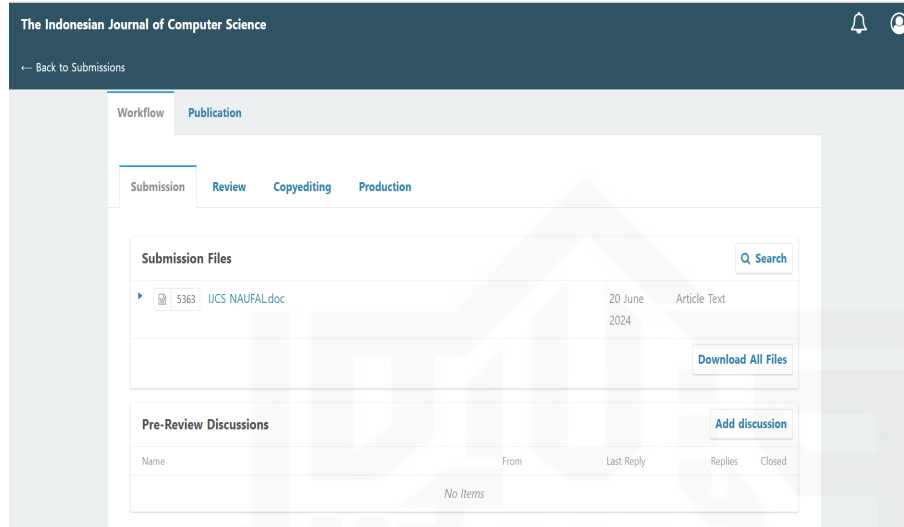 The Indonesian Journal of Computer Science
← Back to Submissions
Workflow Publication
Submission Review Copyediting Production
Submission Files Search
5363 IJCS NAUFAL.doc 20 June Article Text
2024
Download All Files
Pre-Review Discussions Add discussion
Name From Last Reply Replies Closed
No Items